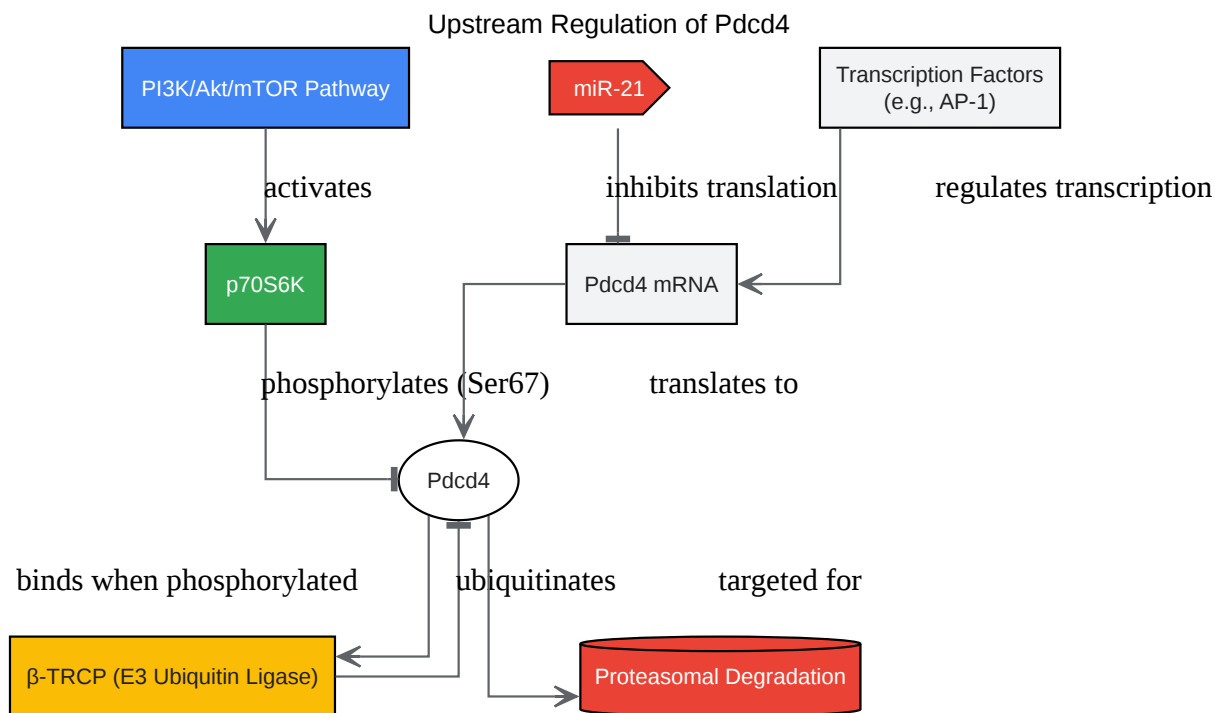 Upstream Regulation of Pdcd4
PI3K/Akt/mTOR Pathway
miR-21
Transcription Factors
(e.g., AP-1)
activates
inhibits translation
regulates transcription
p70S6K
Pdcd4 mRNA
phosphorylates (Ser67)
translates to
Pdcd4
binds when phosphorylated
ubiquitinates
targeted for
β-TRCP (E3 Ubiquitin Ligase)
Proteasomal Degradation